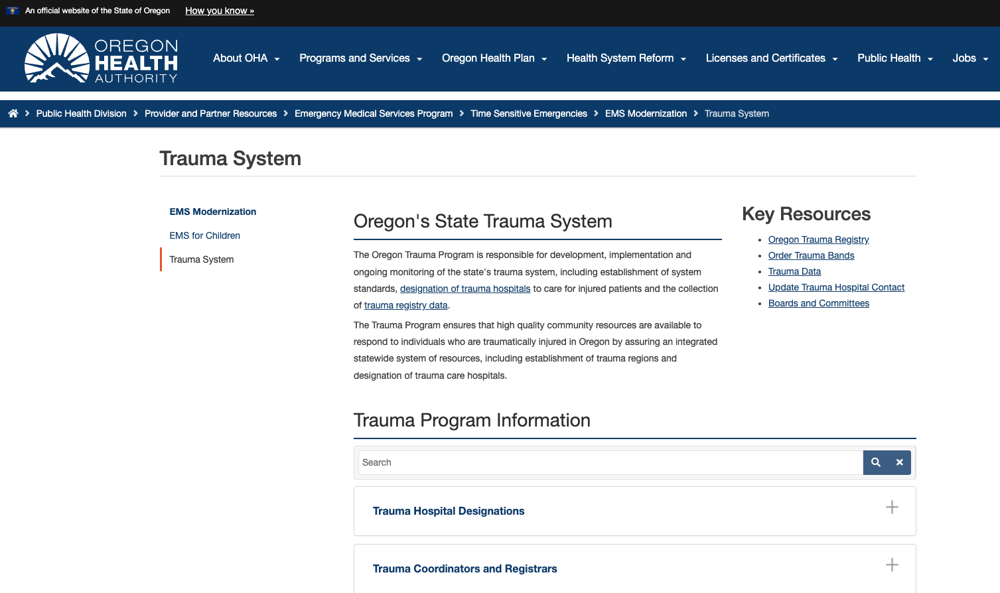 An official website of the State of Oregon How you know »
OREGON
HEALTH
AUTHORITY
About OHA Programs and Services Oregon Health Plan Health System Reform Licenses and Certificates Public Health Jobs
Public Health Division Provider and Partner Resources Emergency Medical Services Program Time Sensitive Emergencies EMS Modernization Trauma System
Trauma System
EMS Modernization
EMS for Children
Trauma System
Oregon's State Trauma System
The Oregon Trauma Program is responsible for development, implementation and
ongoing monitoring of the state's trauma system, including establishment of system
standards, designation of trauma hospitals to care for injured patients and the collection
of trauma registry data.
The Trauma Program ensures that high quality community resources are available to
respond to individuals who are traumatically injured in Oregon by assuring an integrated
statewide system of resources, including establishment of trauma regions and
designation of trauma care hospitals.
Key Resources
• Oregon Trauma Registry
• Order Trauma Bands
• Trauma Data
• Update Trauma Hospital Contact
• Boards and Committees
Trauma Program Information
Search
Trauma Hospital Designations
Trauma Coordinators and Registrars